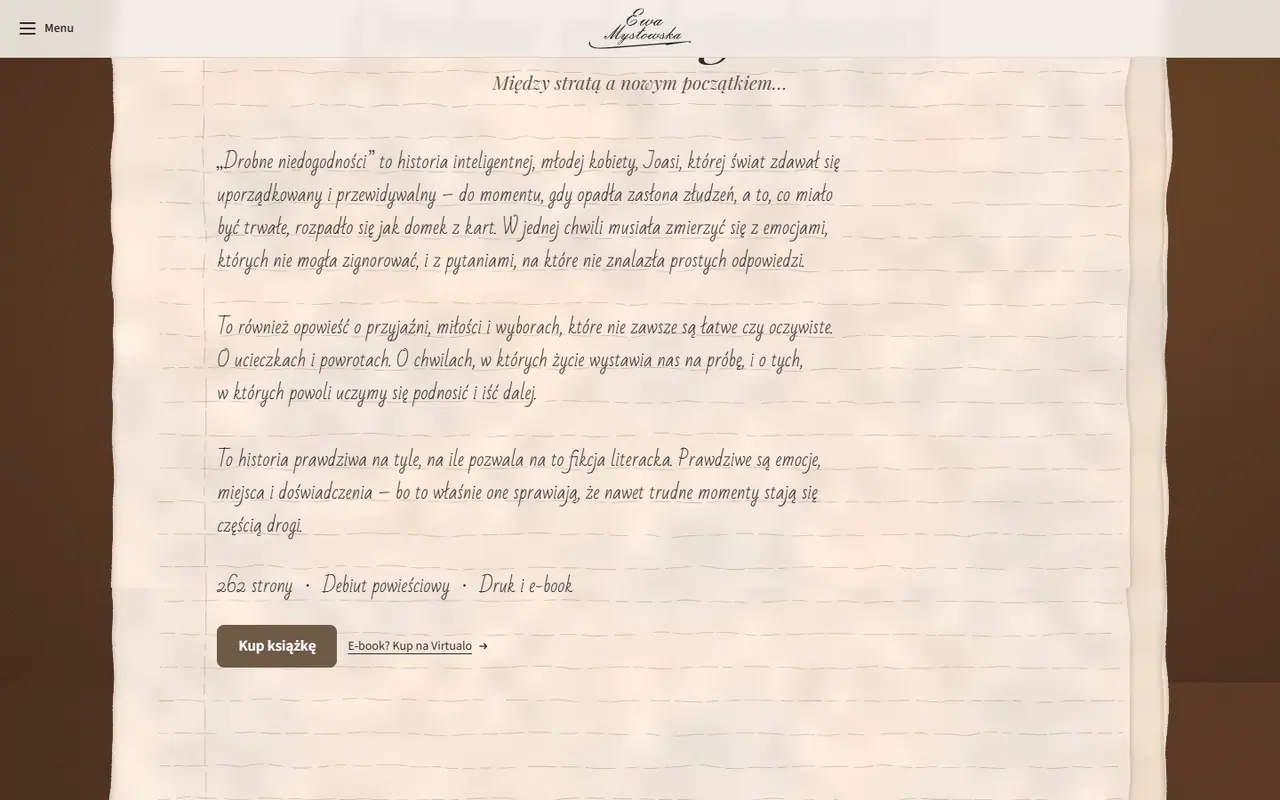 Menu
Ewa
Mysłowska
Między stratą a nowym początkiem...
„Drobne niedogodności” to historia inteligentnej, młodej kobiety, Joasi, której świat zdawał się
uporządkowany i przewidywalny – do momentu, gdy opadła zasłona złudzeń, a to, co miało
być trwałe, rozpadło się jak domek z kart. W jednej chwili musiała zmierzyć się z emocjami,
których nie mogła zignorować, i z pytaniami, na które nie znalazła prostych odpowiedzi.
To również opowieść o przyjaźni, miłości i wyborach, które nie zawsze są łatwe czy oczywiste.
O ucieczkach i powrotach. O chwilach, w których życie wystawia nas na próbę, i o tych,
w których powoli uczymy się podnosić i iść dalej.
To historia prawdziwa na tyle, na ile pozwala na to fikcja literacka. Prawdziwe są emocje,
miejsca i doświadczenia – bo to właśnie one sprawiają, że nawet trudne momenty stają się
częścią drogi.
262 strony · Debiut powieściowy · Druk i e-book
Kup książkę
E-book? Kup na Virtualo →